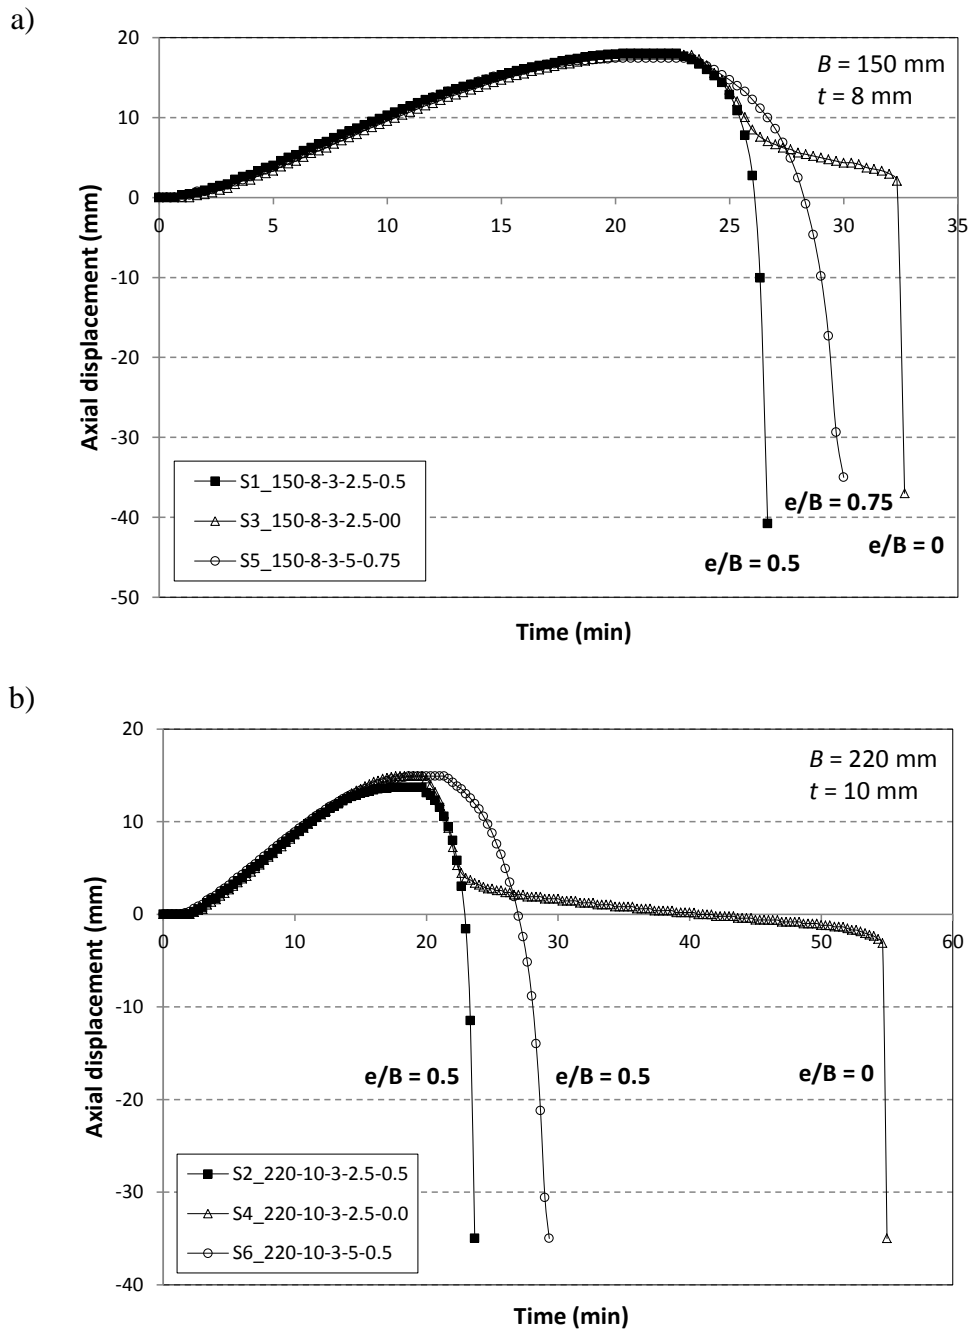 a)
20
10
0
-10
-20
-30
-40
-50
0
5
10
15
20
25
30
35
Axial displacement (mm)
Time (min)
B = 150 mm
t = 8 mm
S1_150-8-3-2.5-0.5
S3_150-8-3-2.5-00
S5_150-8-3-5-0.75
e/B = 0.75
e/B = 0
e/B = 0.5
b)
20
10
0
-10
-20
-30
-40
0
10
20
30
40
50
60
Axial displacement (mm)
Time (min)
B = 220 mm
t = 10 mm
e/B = 0.5
e/B = 0.5
e/B = 0
S2_220-10-3-2.5-0.5
S4_220-10-3-2.5-0.0
S6_220-10-3-5-0.5